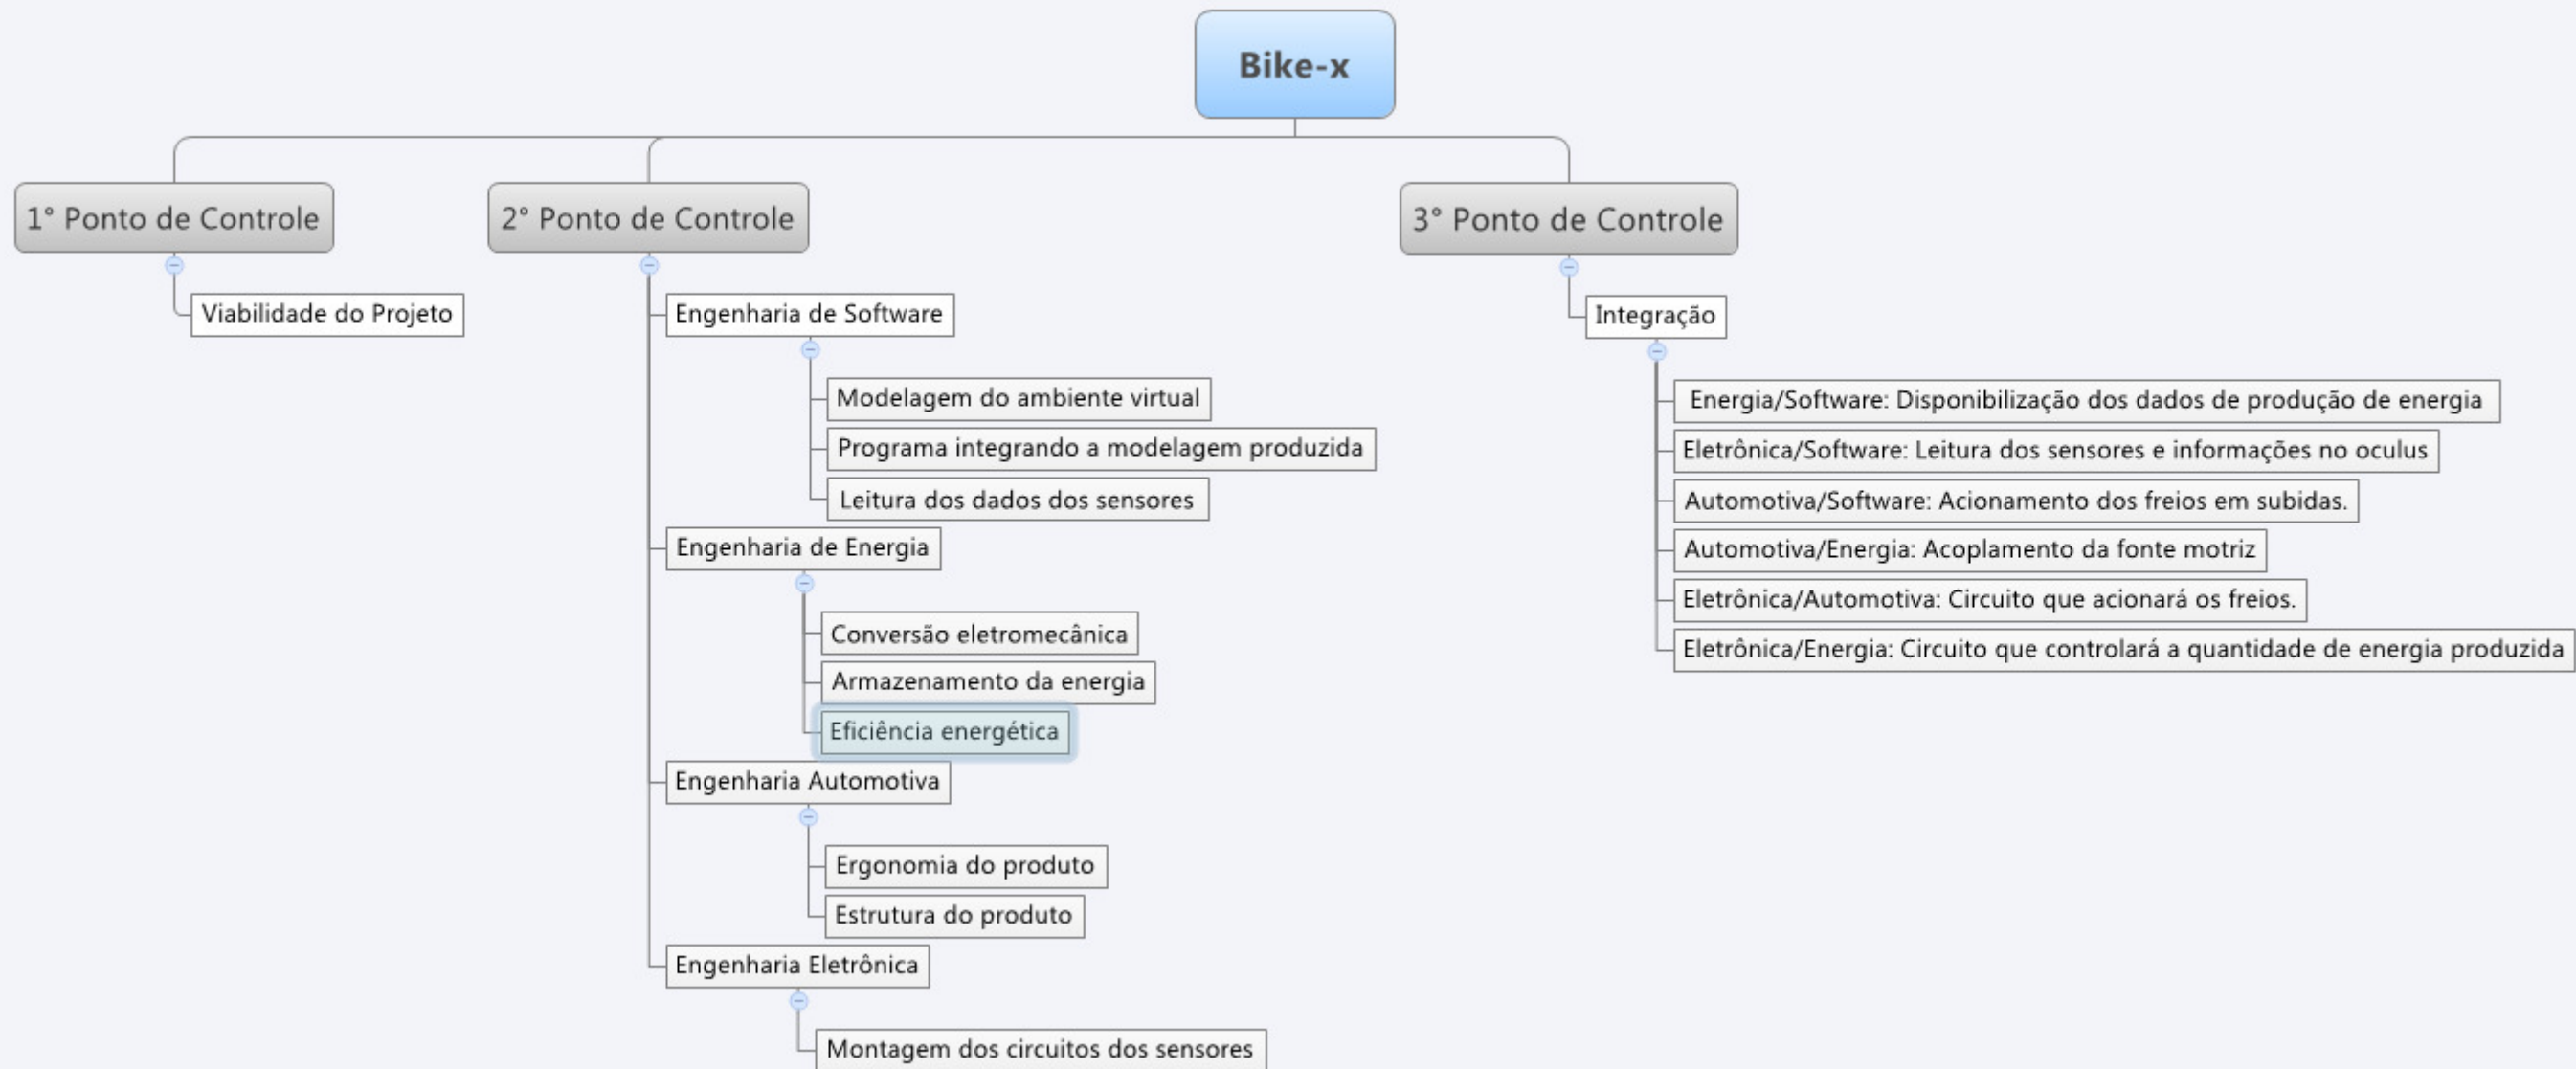 Bike-x
1° Ponto de Controle
Viabilidade do Projeto
2° Ponto de Controle
Engenharia de Software
Modelagem do ambiente virtual
Programa integrando a modelagem produzida
Leitura dos dados dos sensores
Engenharia de Energia
Conversão eletromecânica
Armazenamento da energia
Eficiência energética
Engenharia Automotiva
Ergonomia do produto
Estrutura do produto
Engenharia Eletrônica
Montagem dos circuitos dos sensores
3° Ponto de Controle
Integração
Energia/Software: Disponibilização dos dados de produção de energia
Eletrônica/Software: Leitura dos sensores e informações no oculus
Automotiva/Software: Acionamento dos freios em subidas.
Automotiva/Energia: Acoplamento da fonte motriz
Eletrônica/Automotiva: Circuito que acionará os freios.
Eletrônica/Energia: Circuito que controlará a quantidade de energia produzida